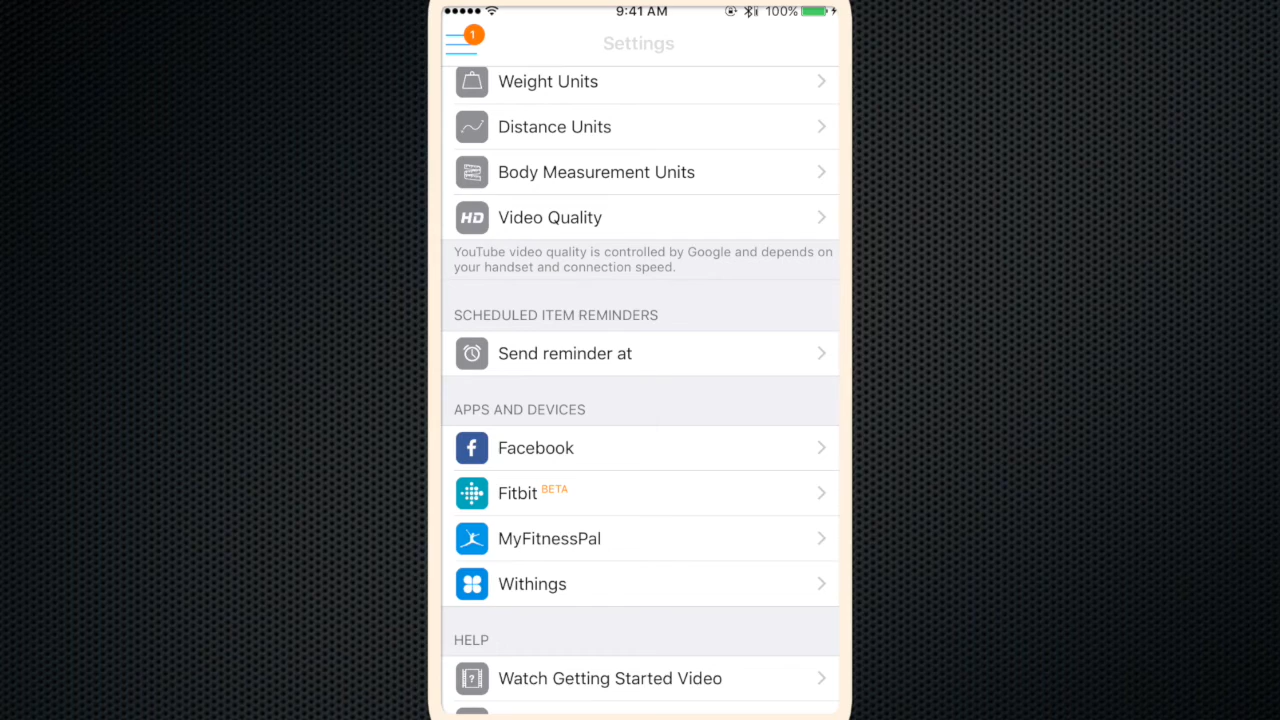 9:41 AM
100%
1
Settings
Weight Units
Distance Units
Body Measurement Units
HD
Video Quality
YouTube video quality is controlled by Google and depends on
your handset and connection speed.
SCHEDULED ITEM REMINDERS
Send reminder at
APPS AND DEVICES
f
Facebook
Fitbit BETA
MyFitnessPal
Withings
HELP
?
Watch Getting Started Video